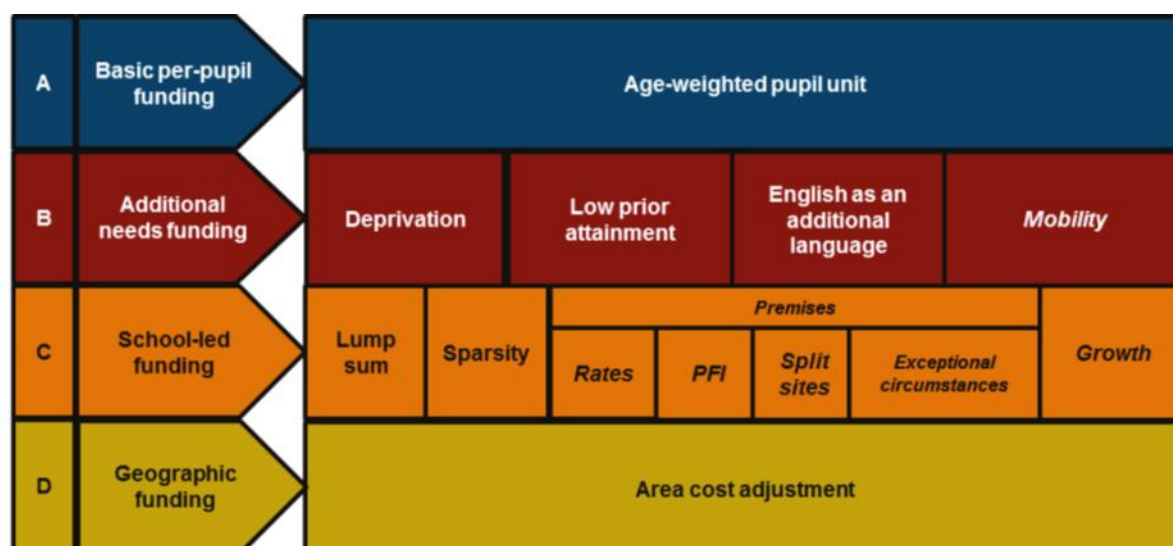 A
Basic per-pupil
funding
Age-weighted pupil unit
B
Additional
needs funding
Deprivation
Low prior
attainment
English as an
additional
language
Mobility
C
School-led
funding
Lump
sum
Sparsity
Premises
Rates
PFI
Split
sites
Exceptional
circumstances
Growth
D
Geographic
funding
Area cost adjustment